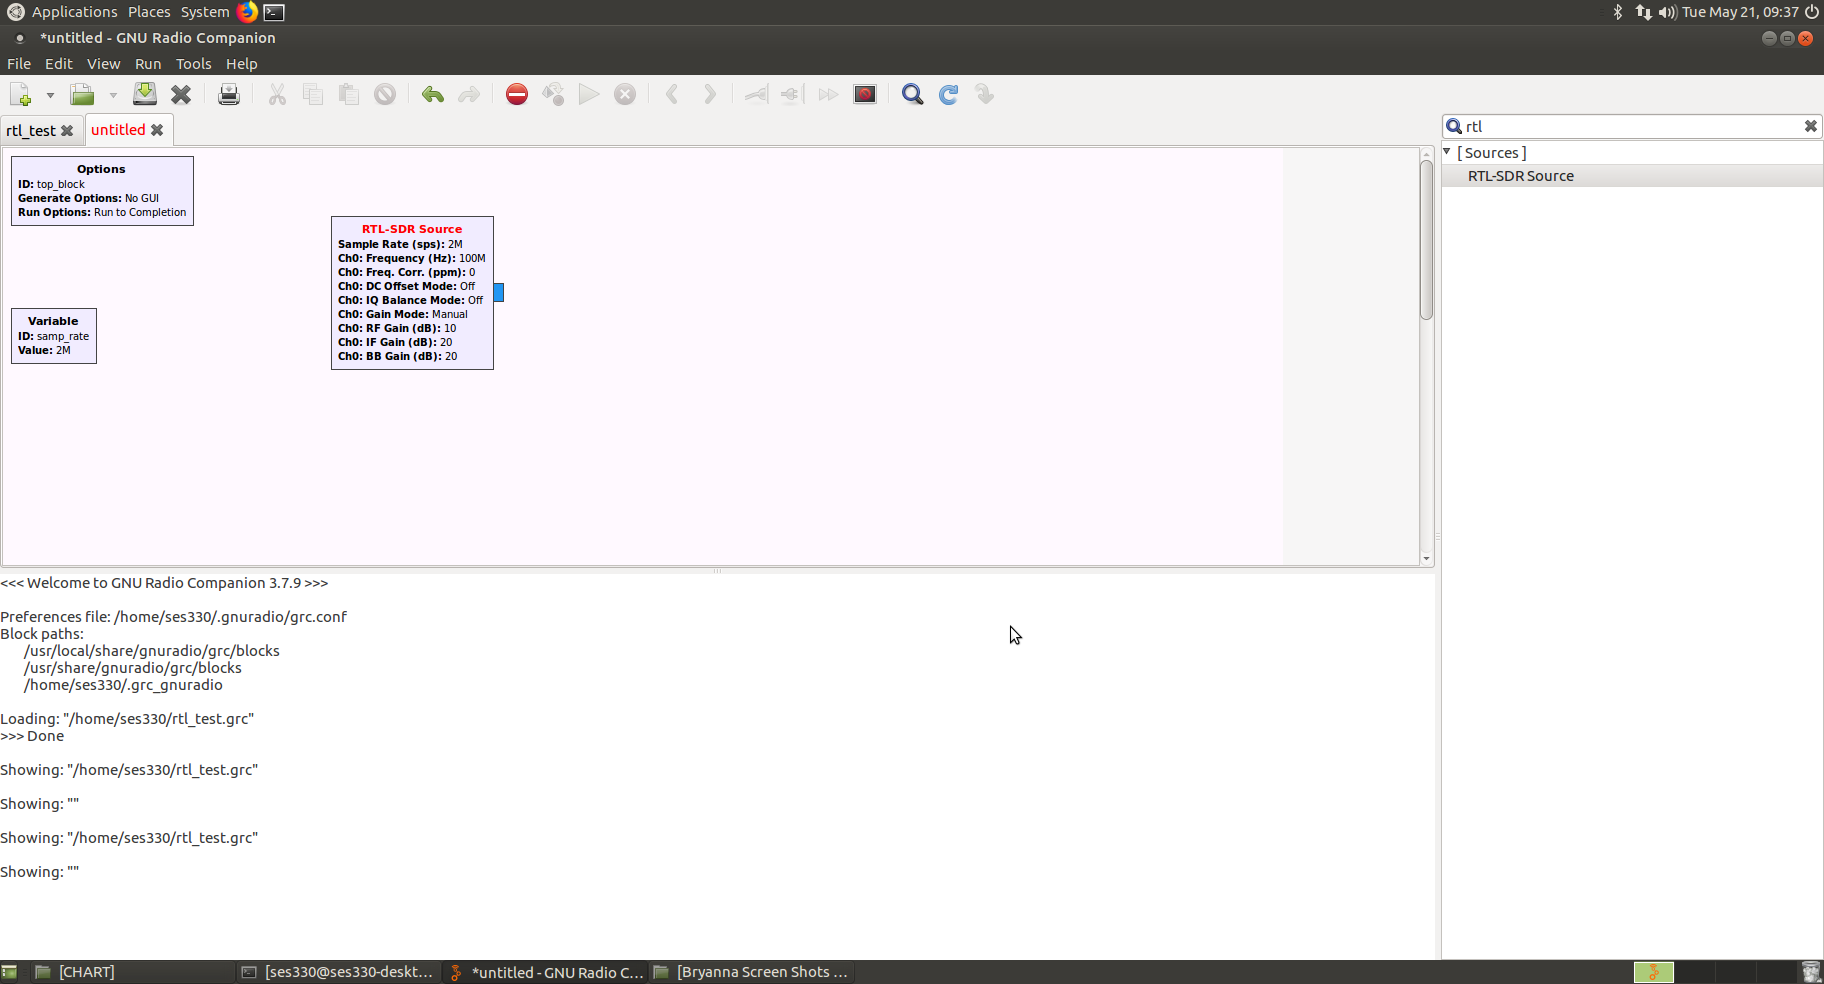 Applications Places System Tue May 21, 09:37
*untitled - GNU Radio Companion
File Edit View Run Tools Help
rtl_test untitled
rtl
[ Sources ]
RTL-SDR Source
Options
ID: top_block
Generate Options: No GUI
Run Options: Run to Completion
RTL-SDR Source
Sample Rate (sps): 2M
Ch0: Frequency (Hz): 100M
Ch0: Freq. Corr. (ppm): 0
Ch0: DC Offset Mode: Off
Ch0: IQ Balance Mode: Off
Ch0: Gain Mode: Manual
Ch0: RF Gain (dB): 10
Ch0: IF Gain (dB): 20
Ch0: BB Gain (dB): 20
Variable
ID: samp_rate
Value: 2M
<<< Welcome to GNU Radio Companion 3.7.9 >>>
Preferences file: /home/ses330/.gnuradio/grc.conf
Block paths:
/usr/local/share/gnuradio/grc/blocks
/usr/share/gnuradio/grc/blocks
/home/ses330/.grc_gnuradio
Loading: "/home/ses330/rtl_test.grc"
>>> Done
Showing: "/home/ses330/rtl_test.grc"
Showing: ""
Showing: "/home/ses330/rtl_test.grc"
Showing: ""
[CHART] [ses330@ses330-deskt... *untitled - GNU Radio C... [Bryanna Screen Shots ...